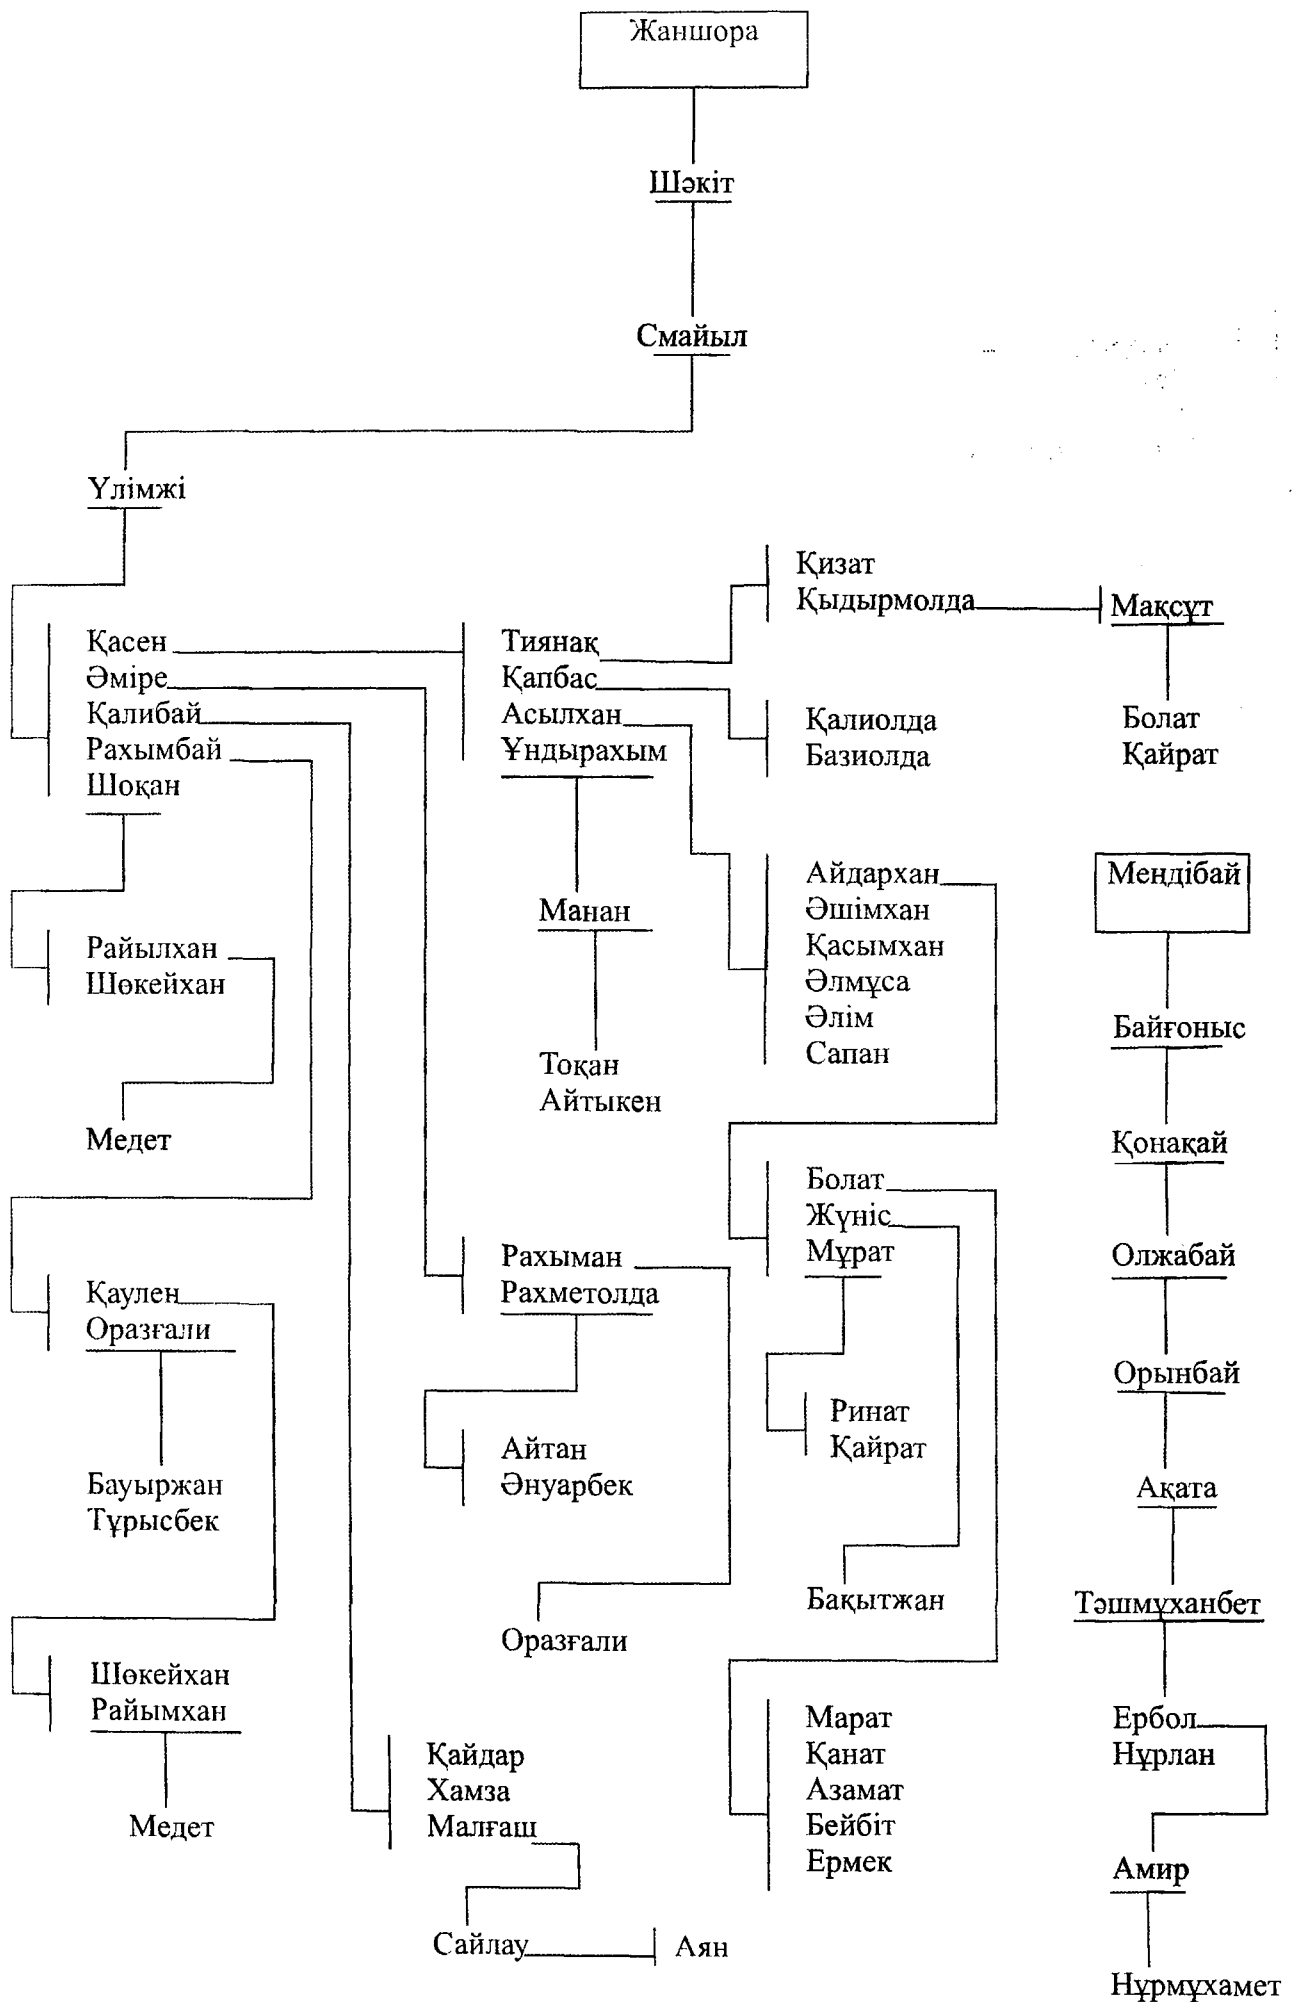 Жаншора
Шәкіт
Смайыл
Үлімжі
Қасен
Әміре
Қалибай
Рахымбай
Шоқан
Райылхан
Шөкейхан
Медет
Қаулен
Оразғали
Бауыржан
Тұрысбек
Шөкейхан
Райымхан
Медет
Тиянақ
Қапбас
Асылхан
Ұндырахым
Манан
Тоқан
Айтыкен
Рахыман
Рахметолда
Айтан
Әнуарбек
Оразғали
Қайдар
Хамза
Малғаш
Сайлау
Аян
Қизат
Қыдырмолда
Қалиолда
Базиолда
Айдархан
Әшімхан
Қасымхан
Әлмұса
Әлім
Сапан
Болат
Жүніс
Мұрат
Ринат
Қайрат
Бақытжан
Марат
Қанат
Азамат
Бейбіт
Ермек
Мақсұт
Болат
Қайрат
Меңдібай
Байғоныс
Қонақай
Олжабай
Орынбай
Ақата
Тәшмұханбет
Ербол
Нұрлан
Амир
Нұрмұхамет